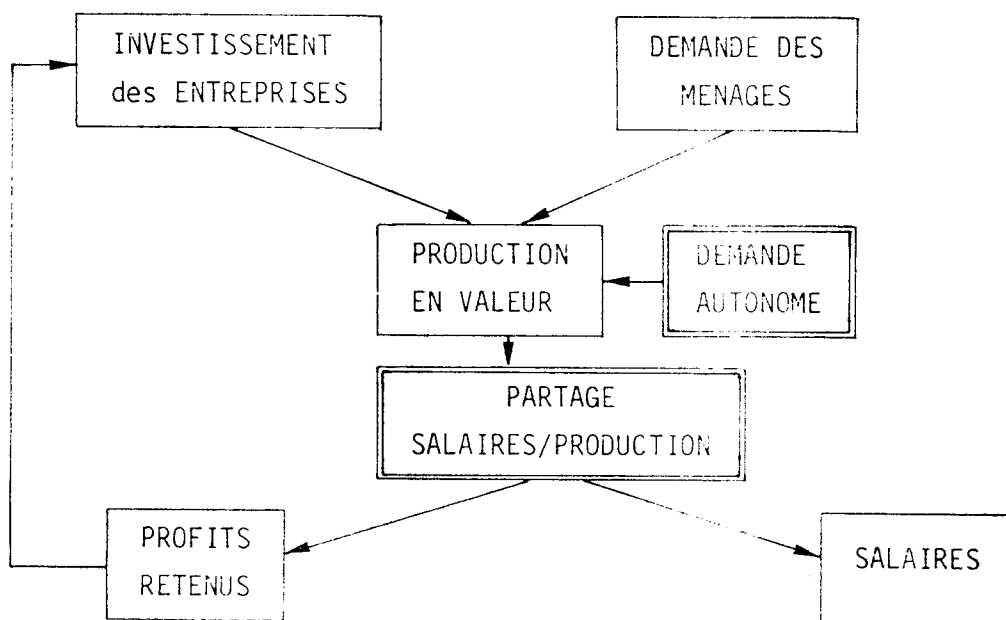 INVESTISSEMENT
des ENTREPRISES
DEMANDE DES
MENAGES
PRODUCTION
EN VALEUR
DEMANDE
AUTONOME
PARTAGE
SALAIRES/PRODUCTION
PROFITS
RETENUS
SALAIRES